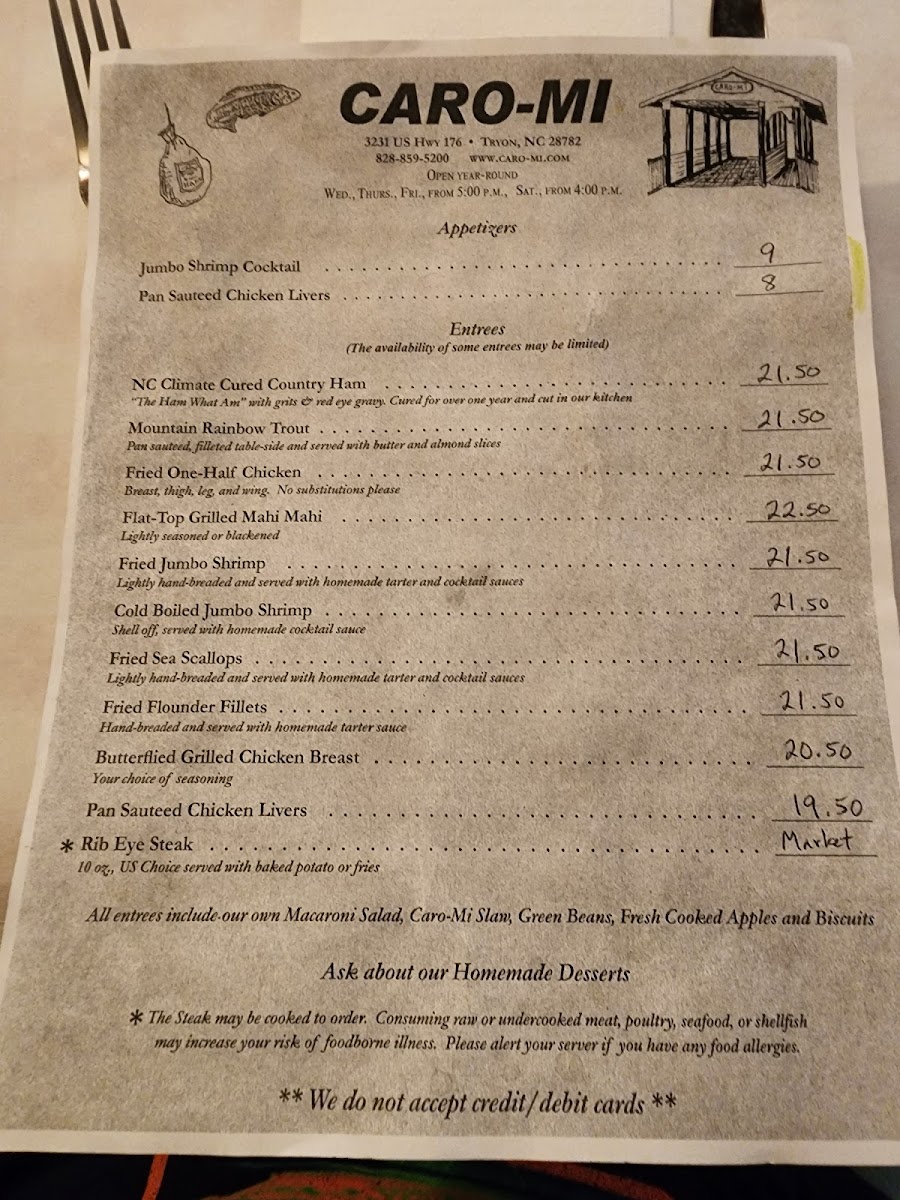 CARO-MI
3231 US Hwy 176 • Tryon, NC 28782
828-859-5200 www.caro-mi.com
Open year-round
Wed., Thurs., Fri., from 5:00 p.m., Sat., from 4:00 p.m.
CARO-MI
Appetizers
Jumbo Shrimp Cocktail 9
Pan Sauteed Chicken Livers 8
Entrees
(The availability of some entrees may be limited)
NC Climate Cured Country Ham 21.50
"The Ham What Am" with grits & red eye gravy. Cured for over one year and cut in our kitchen
Mountain Rainbow Trout 21.50
Pan sauteed, filleted table-side and served with butter and almond slices
Fried One-Half Chicken 21.50
Breast, thigh, leg, and wing. No substitutions please
Flat-Top Grilled Mahi Mahi 22.50
Lightly seasoned or blackened
Fried Jumbo Shrimp 21.50
Lightly hand-breaded and served with homemade tarter and cocktail sauces
Cold Boiled Jumbo Shrimp 21.50
Shell off, served with homemade cocktail sauce
Fried Sea Scallops 21.50
Lightly hand-breaded and served with homemade tarter and cocktail sauces
Fried Flounder Fillets 21.50
Hand-breaded and served with homemade tarter sauce
Butterflied Grilled Chicken Breast 20.50
Your choice of seasoning
Pan Sauteed Chicken Livers 19.50
* Rib Eye Steak Market
10 oz., US Choice served with baked potato or fries
All entrees include our own Macaroni Salad, Caro-Mi Slaw, Green Beans, Fresh Cooked Apples and Biscuits
Ask about our Homemade Desserts
* The Steak may be cooked to order. Consuming raw or undercooked meat, poultry, seafood, or shellfish
may increase your risk of foodborne illness. Please alert your server if you have any food allergies.
** We do not accept credit/debit cards **